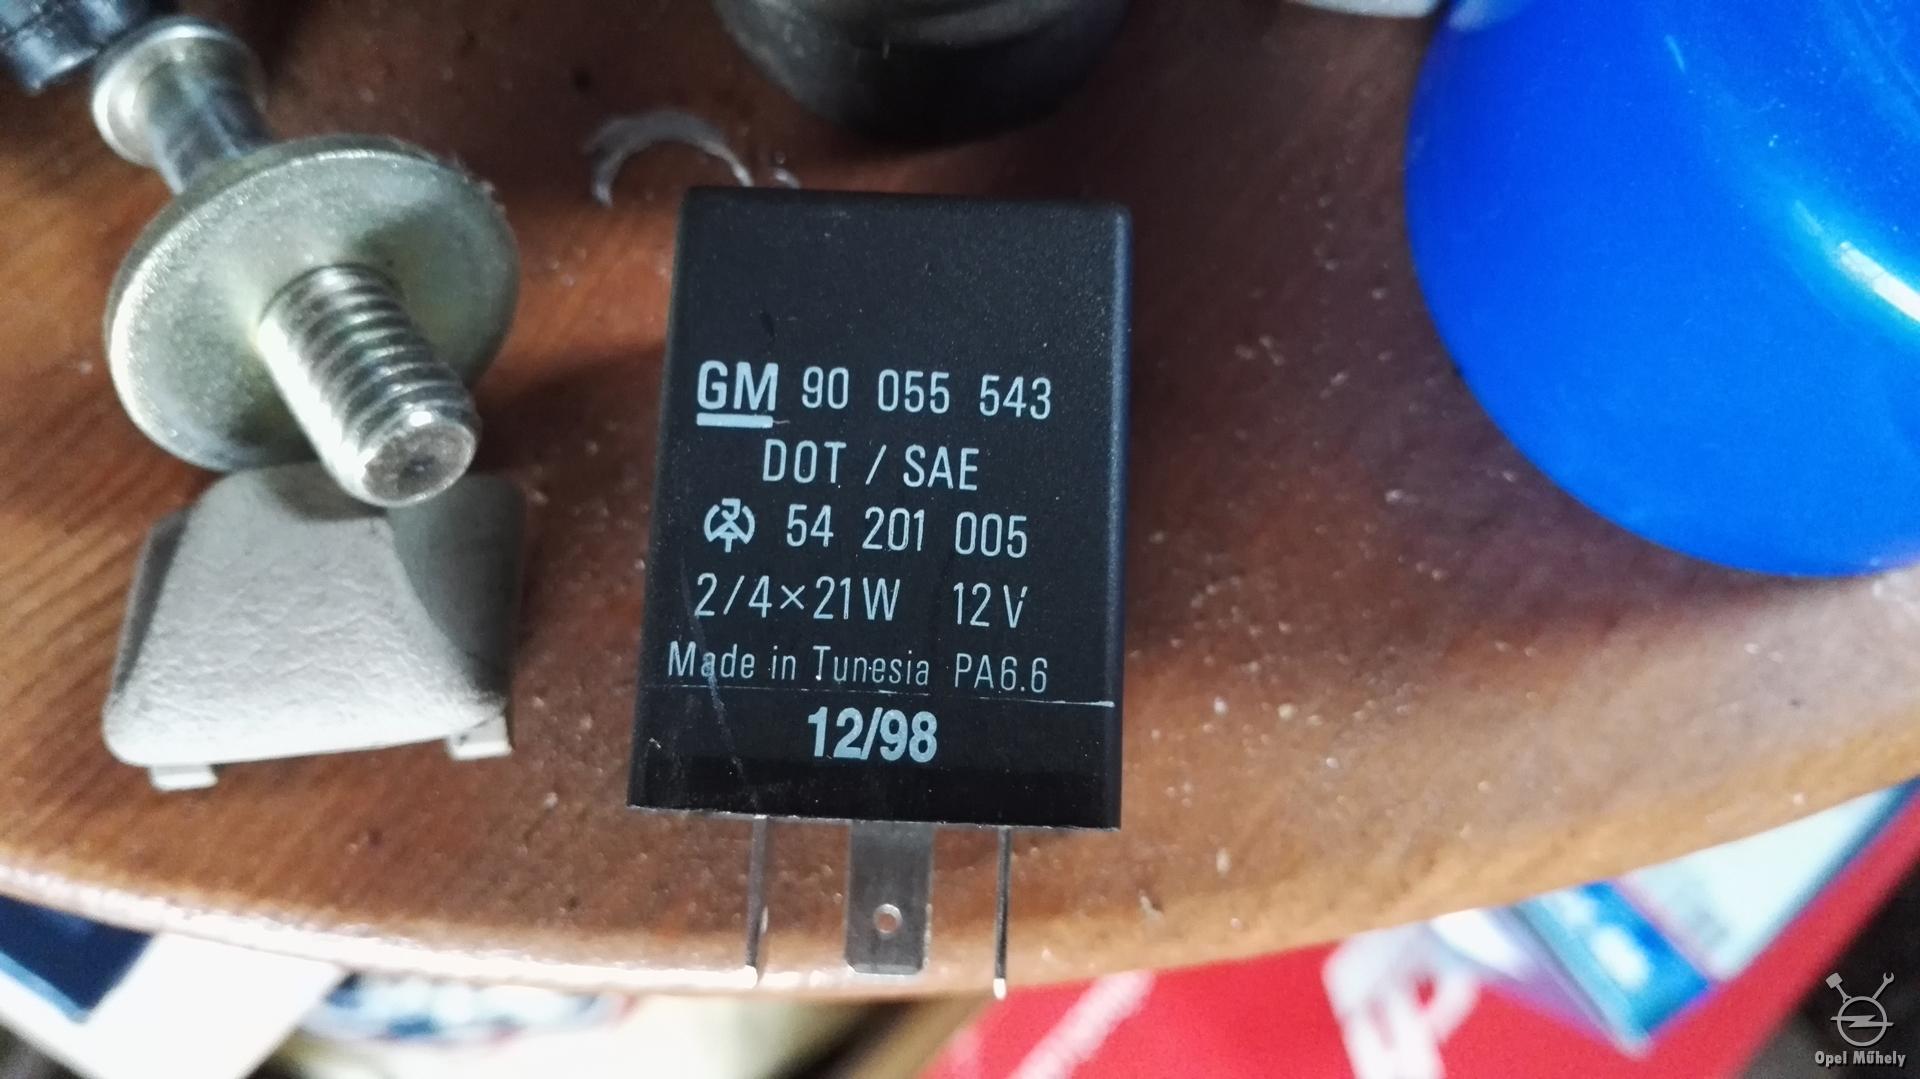 GM 90 055 543
DOT / SAE
54 201 005
2/4×21W 12V
Made in Tunesia PA6.6
12/98
Opel Műhely